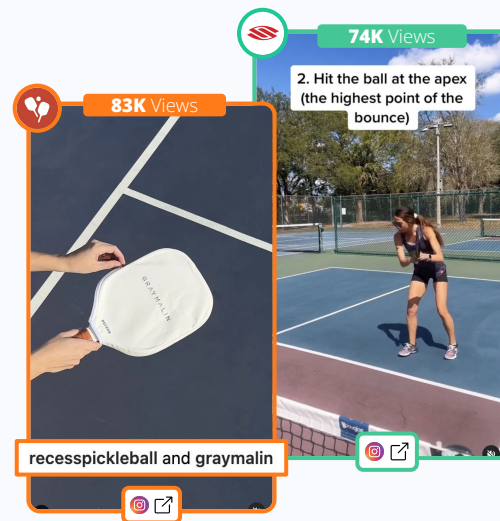 74K Views
2. Hit the ball at the apex
(the highest point of the
bounce)
83K Views
GRAYMALIN
recesspickleball and graymalin